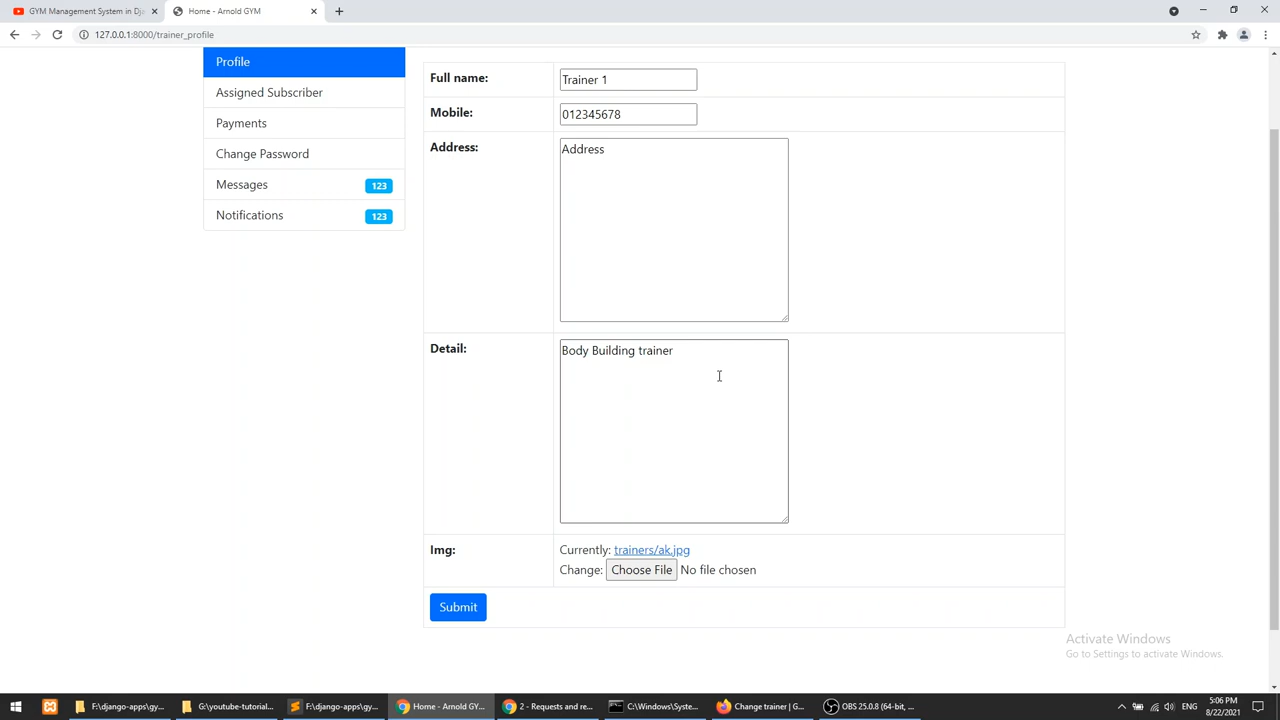 GYM Management System in Dja
Home - Arnold GYM
127.0.0.1:8000/trainer_profile
Profile
Assigned Subscriber
Payments
Change Password
Messages 123
Notifications 123
Full name: Trainer 1
Mobile: 012345678
Address: Address
Detail: Body Building trainer
Img: Currently: trainers/ak.jpg
Change: Choose File No file chosen
Submit
Activate Windows
Go to Settings to activate Windows.
F:\django-apps\gy...
G:\youtube-tutorial...
F:\django-apps\gy...
Home - Arnold GY...
2 - Requests and re...
C:\Windows\Syste...
Change trainer | G...
OBS 25.0.8 (64-bit, ...
ENG
5:06 PM
8/22/2021